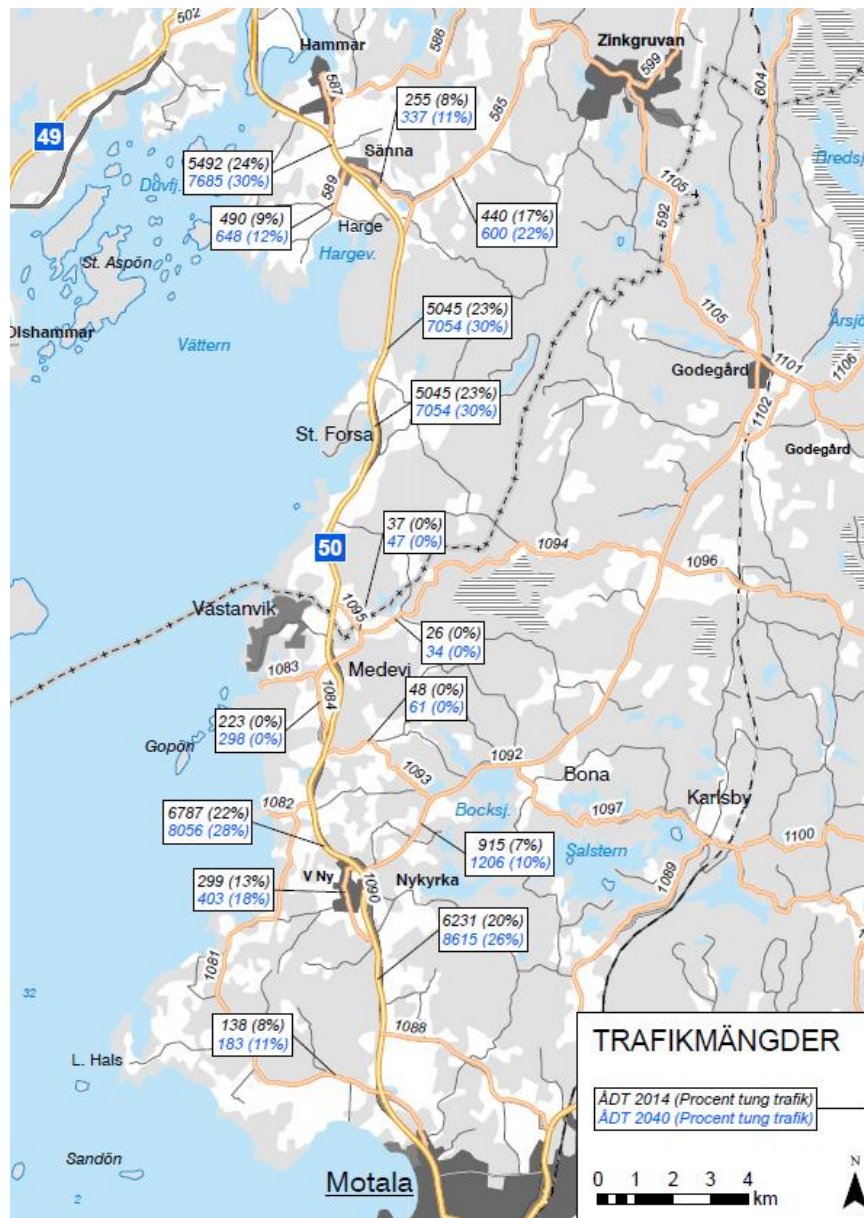 502
Hammar
586
Zinkgruvan
599
604
587
585
255 (8%)
337 (11%)
49
5492 (24%)
7685 (30%)
Sänna
Bredsj
Duvfj.
589
1105
490 (9%)
648 (12%)
Harge
440 (17%)
600 (22%)
592
Hargev.
St. Aspön
5045 (23%)
7054 (30%)
1105
Olshammar
Vättern
Årsjö
1101
1106
Godegård
5045 (23%)
7054 (30%)
1102
St. Forsa
Godegård
37 (0%)
47 (0%)
50
1094
1096
Västanvik
1095
26 (0%)
34 (0%)
1083
Medevi
1084
48 (0%)
61 (0%)
223 (0%)
298 (0%)
Gopön
1092
1093
Bona
Karlsby
1082
Bocksj.
1097
6787 (22%)
8056 (28%)
915 (7%)
1206 (10%)
Salstern
1100
299 (13%)
403 (18%)
V Ny
1090
Nykyrka
1089
6231 (20%)
8615 (26%)
1081
32
138 (8%)
183 (11%)
1088
L. Hals
TRAFIKMÄNGDER
ÅDT 2014 (Procent tung trafik)
ÅDT 2040 (Procent tung trafik)
Sandön
2
Motala
N
0 1 2 3 4
km